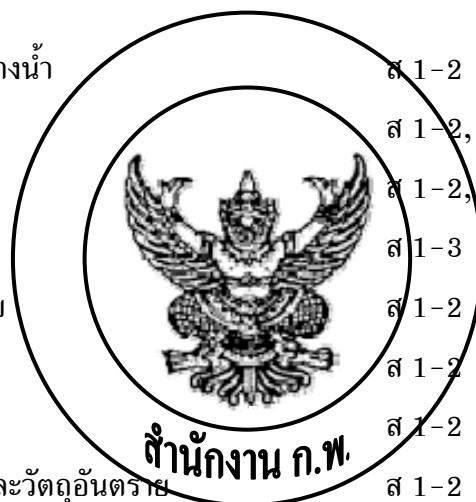 างน้ำ ส 1-2
ส 1-2,
ส 1-2,
ส 1-3
ย ส 1-2
ส 1-2
ส 1-2
สำนักงาน ก.พ.
ละวัตถุอันตราย ส 1-2